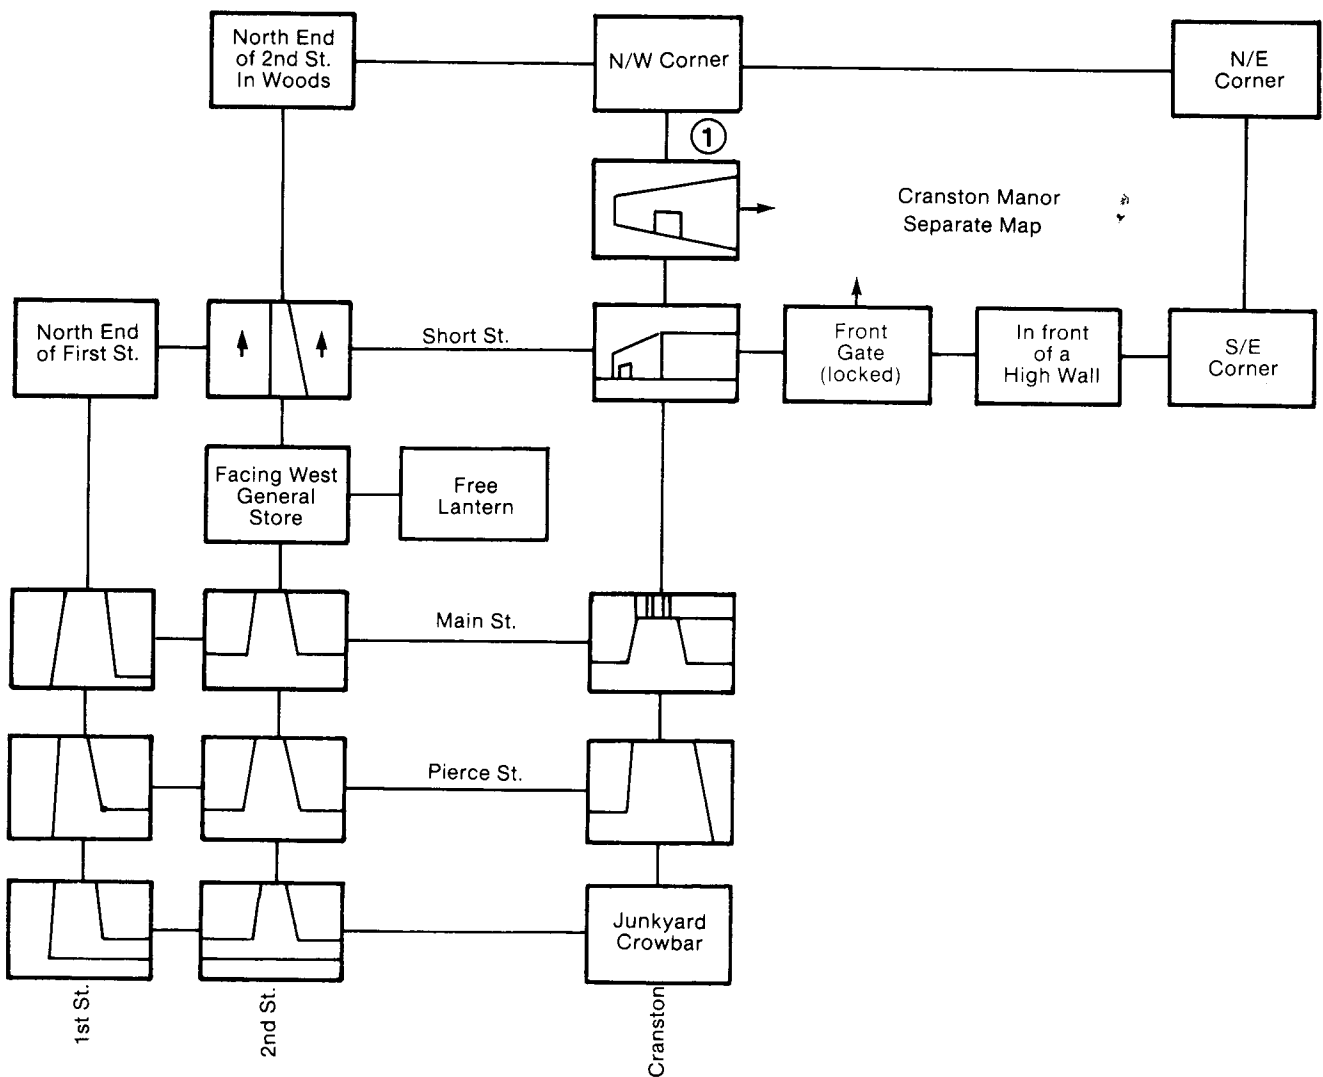 North End
of 2nd St.
In Woods
N/W Corner
N/E
Corner
1
Cranston Manor
Separate Map
North End
of First St.
Short St.
Front
Gate
(locked)
In front
of a
High Wall
S/E
Corner
Facing West
General
Store
Free
Lantern
Main St.
Pierce St.
Junkyard
Crowbar
1st St.
2nd St.
Cranston